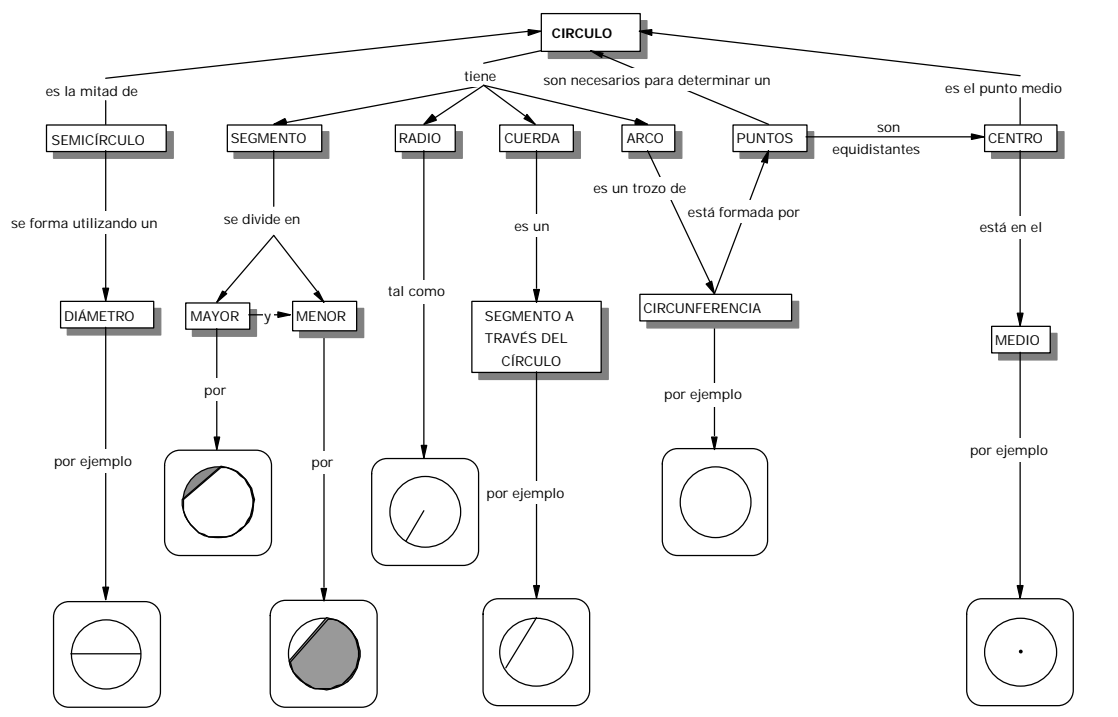 CIRCULO
tiene
son necesarios para determinar un
es la mitad de
es el punto medio
SEMICÍRCULO
SEGMENTO
RADIO
CUERDA
ARCO
PUNTOS
son
equidistantes
CENTRO
es un trozo de
está formada por
se forma utilizando un
se divide en
es un
está en el
tal como
DIÁMETRO
MAYOR
y
MENOR
SEGMENTO A
TRAVÉS DEL
CÍRCULO
CIRCUNFERENCIA
MEDIO
por
por ejemplo
por ejemplo
por ejemplo
por
por ejemplo